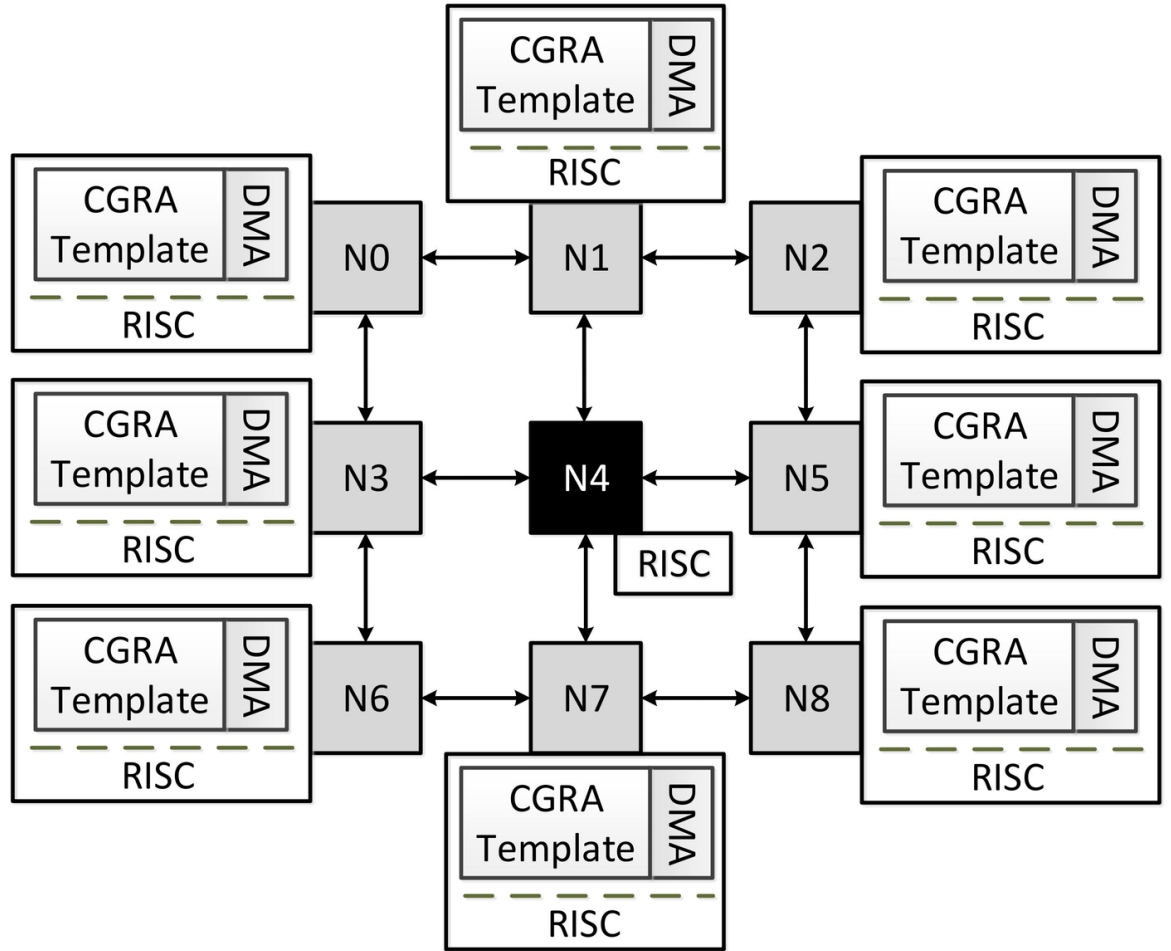 CGRA
Template
DMA
RISC
CGRA
Template
DMA
RISC
N0
N1
N2
CGRA
Template
DMA
RISC
CGRA
Template
DMA
RISC
N3
N4
RISC
N5
CGRA
Template
DMA
RISC
CGRA
Template
DMA
RISC
N6
N7
N8
CGRA
Template
DMA
RISC
CGRA
Template
DMA
RISC